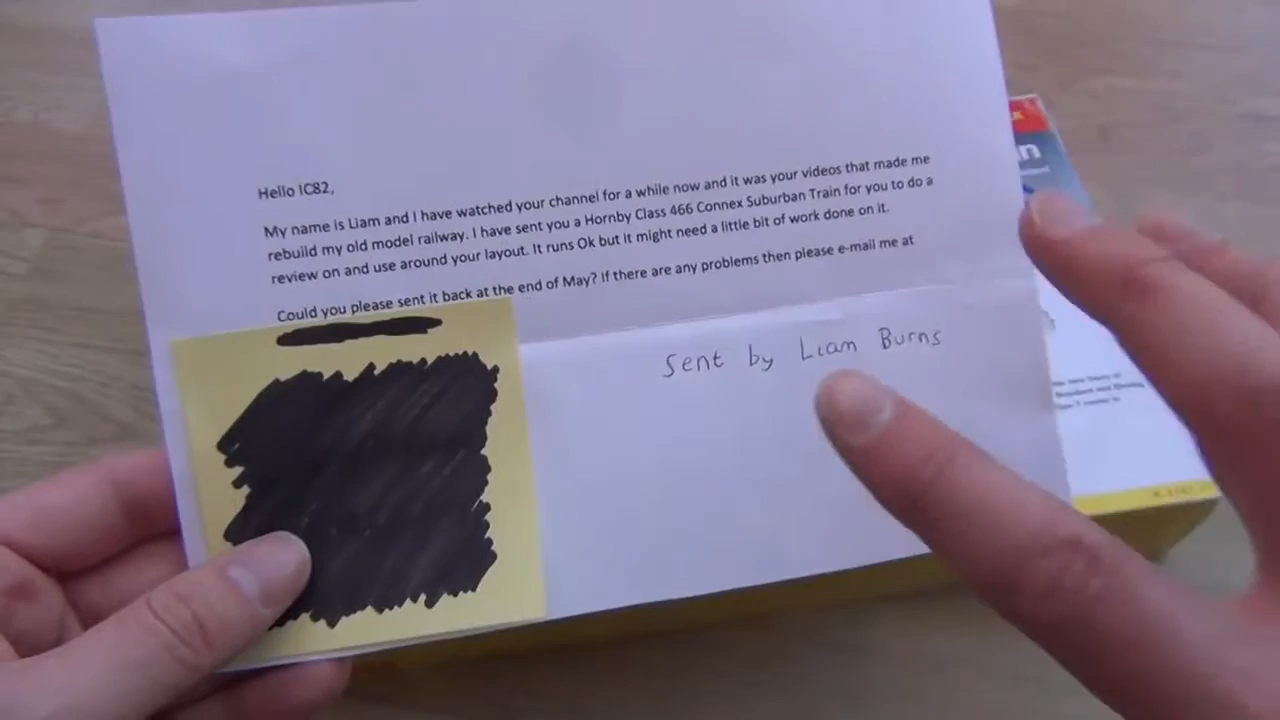 Hello IC82,
My name is Liam and I have watched your channel for a while now and it was your videos that made me
rebuild my old model railway. I have sent you a Hornby Class 466 Connex Suburban Train for you to do a
review on and use around your layout. It runs Ok but it might need a little bit of work done on it.
Could you please sent it back at the end of May? If there are any problems then please e-mail me at
Sent by Liam Burns